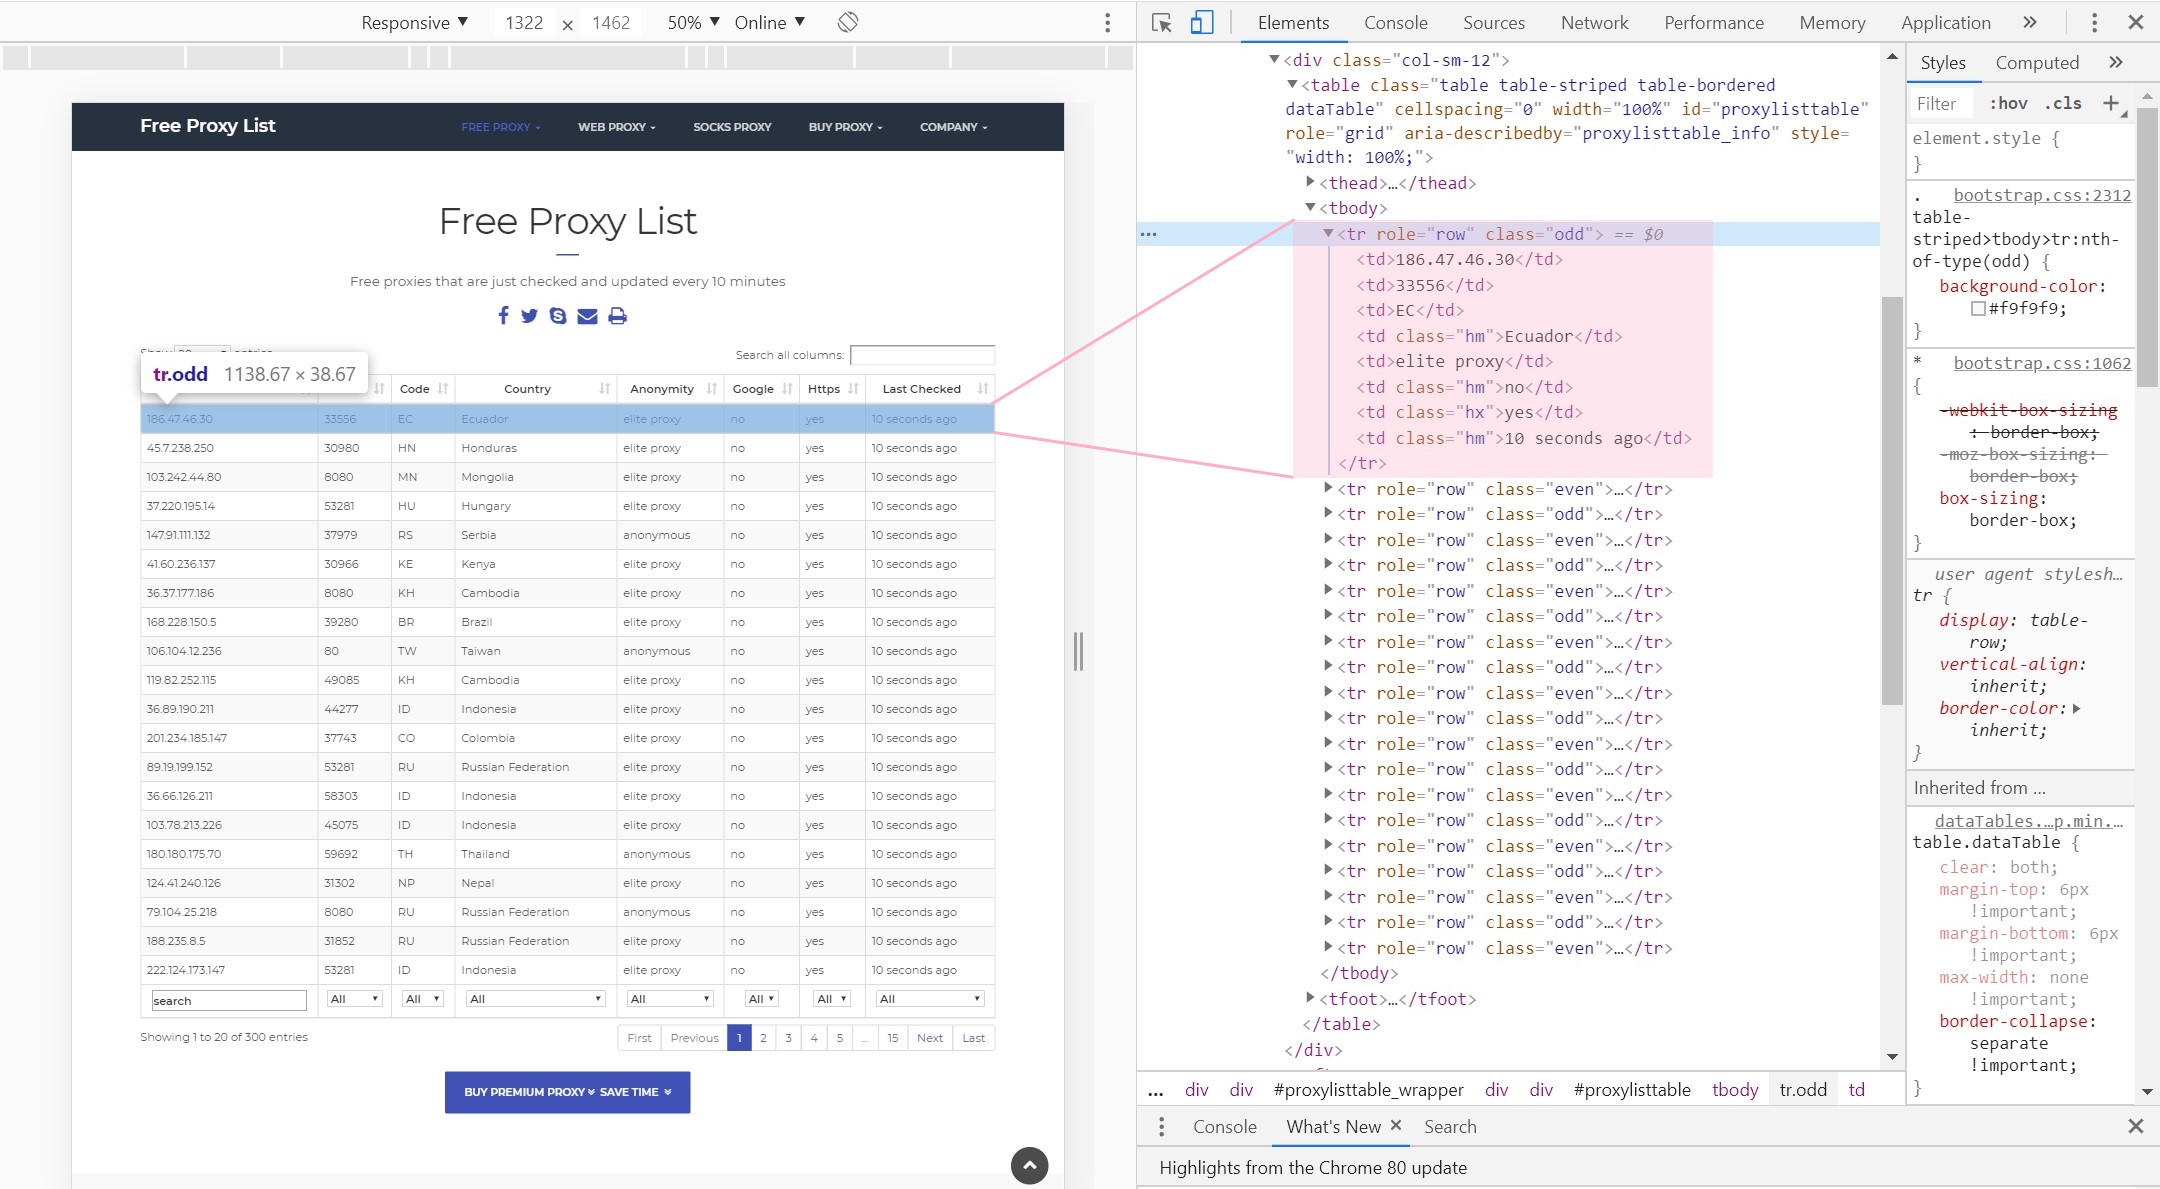 Responsive ▼ 1322 × 1462 50% ▼ Online ▼
Free Proxy List FREE PROXY WEB PROXY SOCKS PROXY BUY PROXY COMPANY
Free Proxy List
Free proxies that are just checked and updated every 10 minutes
Show 20 entries Search all columns:
tr.odd 1138.67 × 38.67
Code Country Anonymity Google Https Last Checked
186.47.46.30 33556 EC Ecuador elite proxy no yes 10 seconds ago
45.7.238.250 30980 HN Honduras elite proxy no yes 10 seconds ago
103.242.44.80 8080 MN Mongolia elite proxy no yes 10 seconds ago
37.220.195.14 53281 HU Hungary elite proxy no yes 10 seconds ago
147.91.111.132 37979 RS Serbia anonymous no yes 10 seconds ago
41.60.236.137 30966 KE Kenya elite proxy no yes 10 seconds ago
36.37.177.186 8080 KH Cambodia elite proxy no yes 10 seconds ago
168.228.150.5 39280 BR Brazil elite proxy no yes 10 seconds ago
106.104.12.236 80 TW Taiwan anonymous no yes 10 seconds ago
119.82.252.115 49085 KH Cambodia elite proxy no yes 10 seconds ago
36.89.190.211 44277 ID Indonesia elite proxy no yes 10 seconds ago
201.234.185.147 37743 CO Colombia elite proxy no yes 10 seconds ago
89.19.199.152 53281 RU Russian Federation elite proxy no yes 10 seconds ago
36.66.126.211 58303 ID Indonesia elite proxy no yes 10 seconds ago
103.78.213.226 45075 ID Indonesia elite proxy no yes 10 seconds ago
180.180.175.70 59692 TH Thailand anonymous no yes 10 seconds ago
124.41.240.126 31302 NP Nepal elite proxy no yes 10 seconds ago
79.104.25.218 8080 RU Russian Federation anonymous no yes 10 seconds ago
188.235.8.5 31852 RU Russian Federation elite proxy no yes 10 seconds ago
222.124.173.147 53281 ID Indonesia elite proxy no yes 10 seconds ago
search All All All All All All All
Showing 1 to 20 of 300 entries First Previous 1 2 3 4 5 … 15 Next Last
BUY PREMIUM PROXY SAVE TIME
Elements Console Sources Network Performance Memory Application »
<div class="col-sm-12">
<table class="table table-striped table-bordered
dataTable" cellspacing="0" width="100%" id="proxylisttable"
role="grid" aria-describedby="proxylisttable_info" style=
"width: 100%;">
<thead>…</thead>
<tbody>
<tr role="row" class="odd"> == $0
<td>186.47.46.30</td>
<td>33556</td>
<td>EC</td>
<td class="hm">Ecuador</td>
<td>elite proxy</td>
<td class="hm">no</td>
<td class="hx">yes</td>
<td class="hm">10 seconds ago</td>
</tr>
<tr role="row" class="even">…</tr>
<tr role="row" class="odd">…</tr>
<tr role="row" class="even">…</tr>
<tr role="row" class="odd">…</tr>
<tr role="row" class="even">…</tr>
<tr role="row" class="odd">…</tr>
<tr role="row" class="even">…</tr>
<tr role="row" class="odd">…</tr>
<tr role="row" class="even">…</tr>
<tr role="row" class="odd">…</tr>
<tr role="row" class="even">…</tr>
<tr role="row" class="odd">…</tr>
<tr role="row" class="even">…</tr>
<tr role="row" class="odd">…</tr>
<tr role="row" class="even">…</tr>
<tr role="row" class="odd">…</tr>
<tr role="row" class="even">…</tr>
<tr role="row" class="odd">…</tr>
<tr role="row" class="even">…</tr>
</tbody>
<tfoot>…</tfoot>
</table>
</div>
… div div #proxylisttable_wrapper div div #proxylisttable tbody tr.odd td
Console What's New × Search
Highlights from the Chrome 80 update
Styles Computed »
Filter :hov .cls +
element.style {
}
. bootstrap.css:2312
table-
striped>tbody>tr:nth-
of-type(odd) {
background-color:
#f9f9f9;
}
* bootstrap.css:1062
{
-webkit-box-sizing
: border-box;
-moz-box-sizing:
border-box;
box-sizing:
border-box;
}
user agent stylesh…
tr {
display: table-
row;
vertical-align:
inherit;
border-color:
inherit;
}
Inherited from ...
dataTables.…p.min.…
table.dataTable {
clear: both;
margin-top: 6px
!important;
margin-bottom: 6px
!important;
max-width: none
!important;
border-collapse:
separate
!important;
}